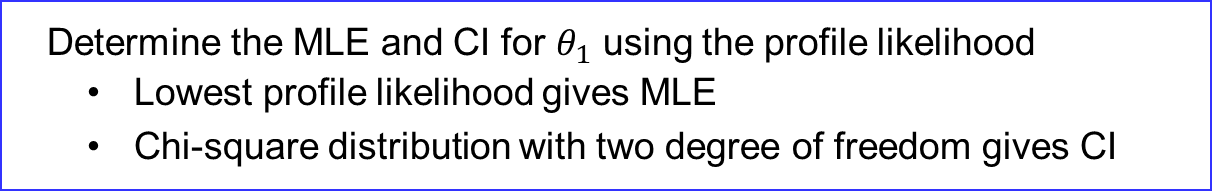 Determine the MLE and CI for θ₁ using the profile likelihood
• Lowest profile likelihood gives MLE
• Chi-square distribution with two degree of freedom gives CI